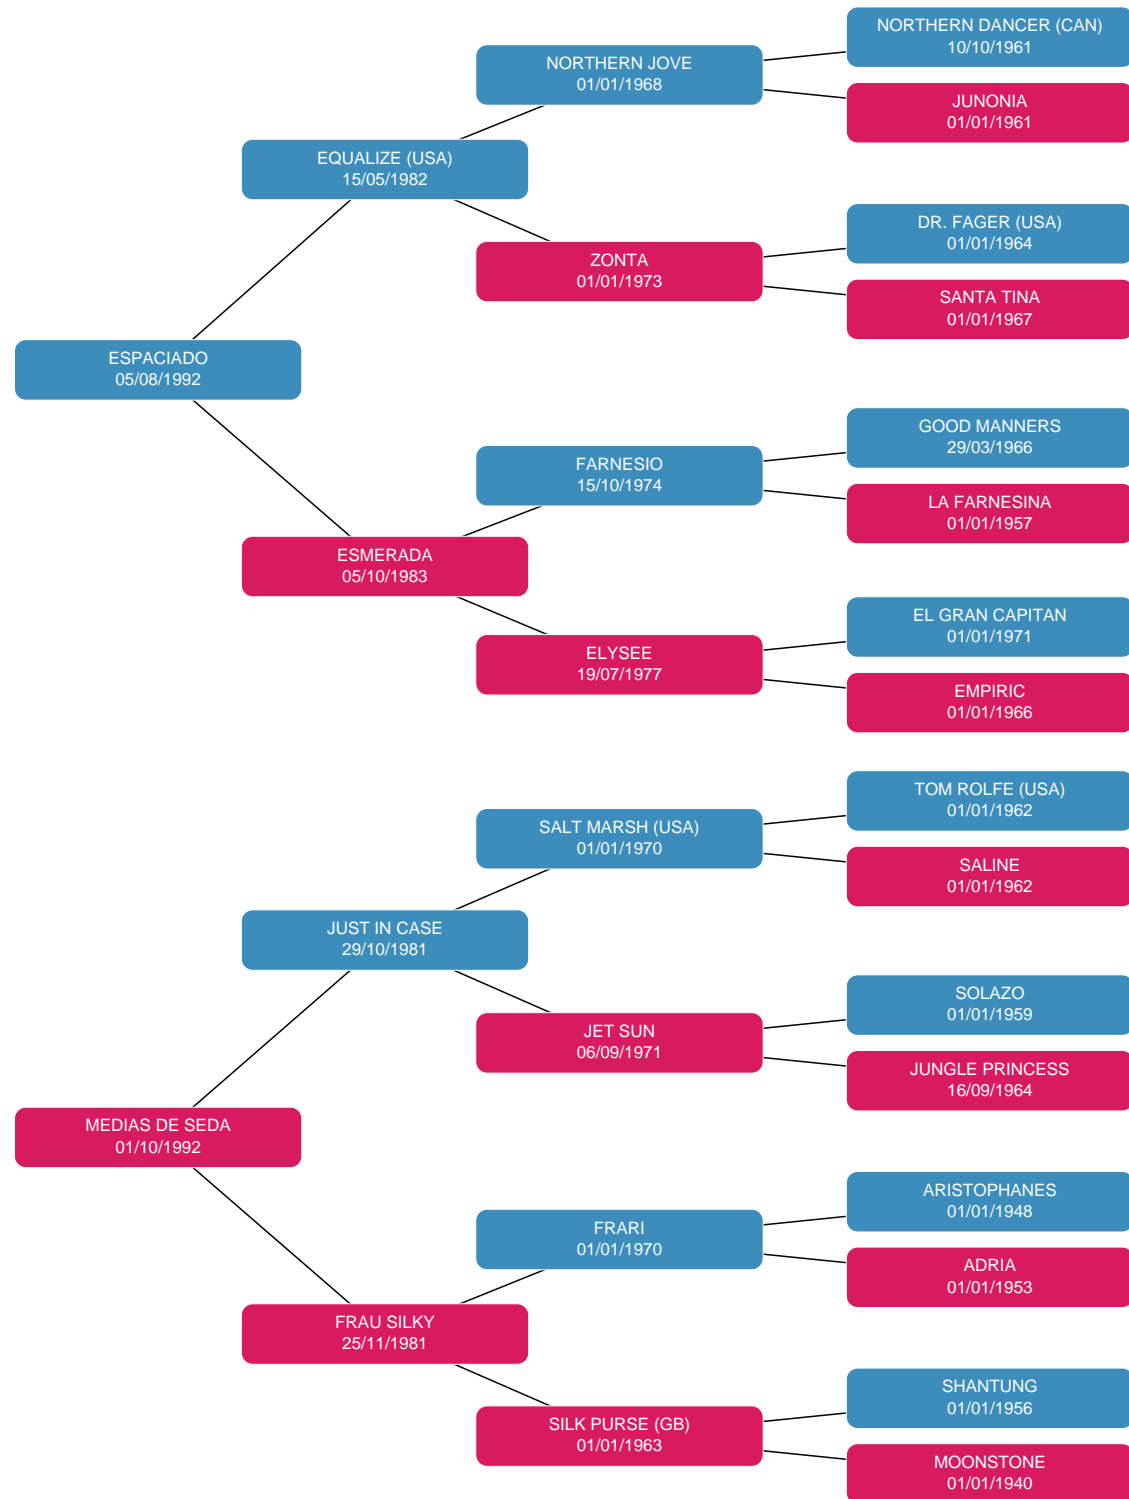 NORTHERN DANCER (CAN)
10/10/1961
NORTHERN JOVE
01/01/1968
JUNONIA
01/01/1961
EQUALIZE (USA)
15/05/1982
DR. FAGER (USA)
01/01/1964
ZONTA
01/01/1973
SANTA TINA
01/01/1967
ESPACIADO
05/08/1992
GOOD MANNERS
29/03/1966
FARNESIO
15/10/1974
LA FARNESINA
01/01/1957
ESMERADA
05/10/1983
EL GRAN CAPITAN
01/01/1971
ELYSEE
19/07/1977
EMPIRIC
01/01/1966
TOM ROLFE (USA)
01/01/1962
SALT MARSH (USA)
01/01/1970
SALINE
01/01/1962
JUST IN CASE
29/10/1981
SOLAZO
01/01/1959
JET SUN
06/09/1971
JUNGLE PRINCESS
16/09/1964
MEDIAS DE SEDA
01/10/1992
ARISTOPHANES
01/01/1948
FRARI
01/01/1970
ADRIA
01/01/1953
FRAU SILKY
25/11/1981
SHANTUNG
01/01/1956
SILK PURSE (GB)
01/01/1963
MOONSTONE
01/01/1940